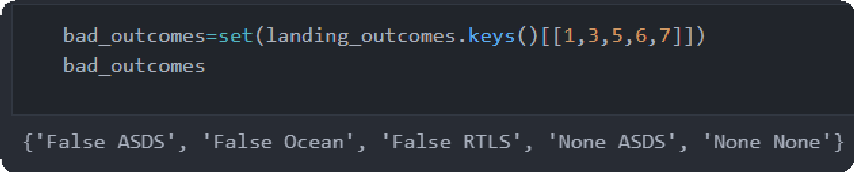 bad_outcomes=set(landing_outcomes.keys()[[1,3,5,6,7]])
bad_outcomes
{'False ASDS', 'False Ocean', 'False RTLS', 'None ASDS', 'None None'}